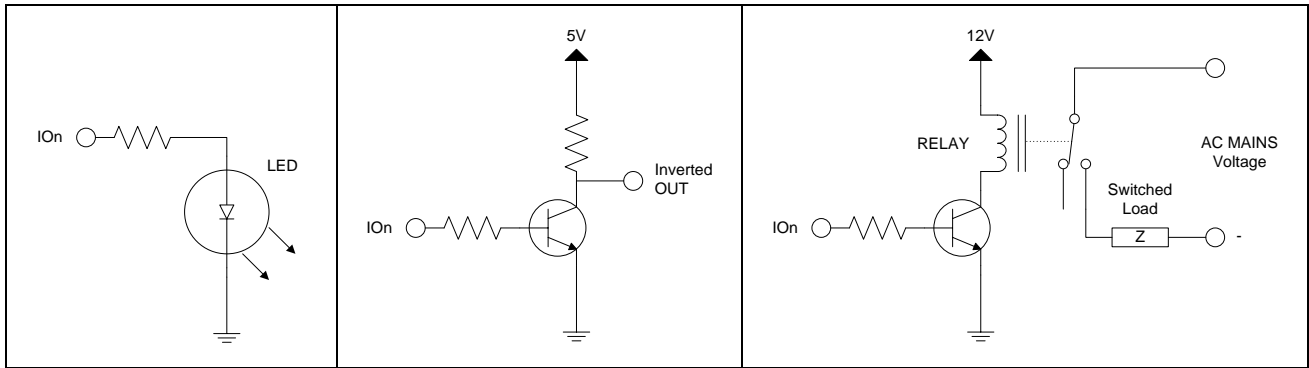 IOn
LED
5V
Inverted
OUT
IOn
12V
RELAY
AC MAINS
Voltage
Switched
Load
IOn
Z
-